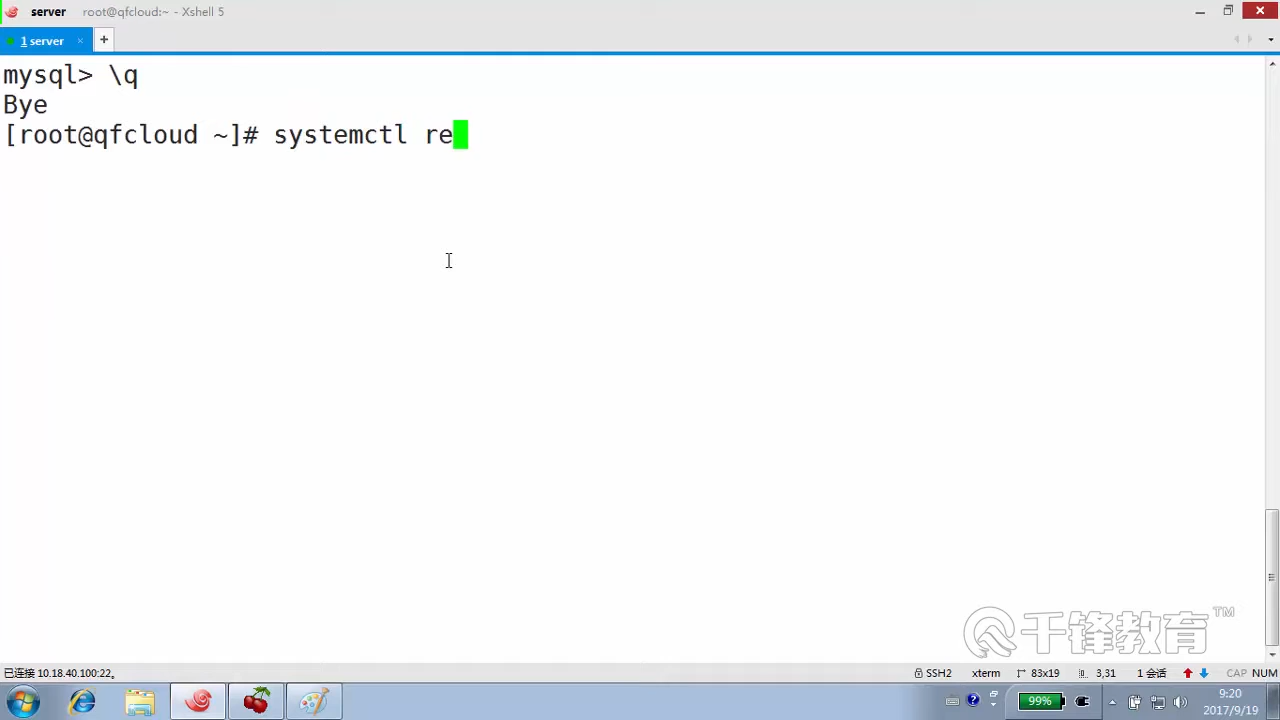 server root@qfcloud:~ - Xshell 5
1 server × +
mysql> \q
Bye
[root@qfcloud ~]# systemctl re
千锋教育™
已连接 10.18.40.100:22。 SSH2 xterm 83x19 3,31 1 会话 CAP NUM
99% 9:20
2017/9/19